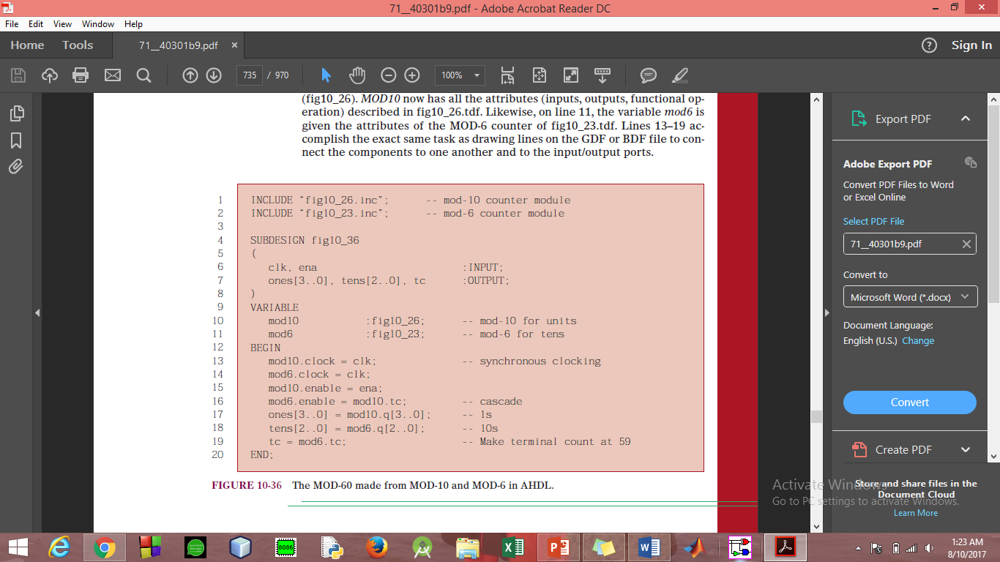 71__40301b9.pdf - Adobe Acrobat Reader DC
File Edit View Window Help
Home Tools 71__40301b9.pdf × ? Sign In
735 / 970 100%
(fig10_26). MOD10 now has all the attributes (inputs, outputs, functional op-
eration) described in fig10_26.tdf. Likewise, on line 11, the variable mod6 is
given the attributes of the MOD-6 counter of fig10_23.tdf. Lines 13–19 ac-
complish the exact same task as drawing lines on the GDF or BDF file to con-
nect the components to one another and to the input/output ports.
1 INCLUDE “fig10_26.inc”; -- mod-10 counter module
2 INCLUDE “fig10_23.inc”; -- mod-6 counter module
3
4 SUBDESIGN fig10_36
5 (
6 clk, ena :INPUT;
7 ones[3..0], tens[2..0], tc :OUTPUT;
8 )
9 VARIABLE
10 mod10 :fig10_26; -- mod-10 for units
11 mod6 :fig10_23; -- mod-6 for tens
12 BEGIN
13 mod10.clock = clk; -- synchronous clocking
14 mod6.clock = clk;
15 mod10.enable = ena;
16 mod6.enable = mod10.tc; -- cascade
17 ones[3..0] = mod10.q[3..0]; -- 1s
18 tens[2..0] = mod6.q[2..0]; -- 10s
19 tc = mod6.tc; -- Make terminal count at 59
20 END;
FIGURE 10-36 The MOD-60 made from MOD-10 and MOD-6 in AHDL.
Export PDF
Adobe Export PDF
Convert PDF Files to Word
or Excel Online
Select PDF File
71__40301b9.pdf
Convert to
Microsoft Word (*.docx)
Document Language:
English (U.S.) Change
Convert
Create PDF
Activate Windows
Go to PC settings to activate Windows.
Store and share files in the
Document Cloud
Learn More
8086
1:23 AM
8/10/2017